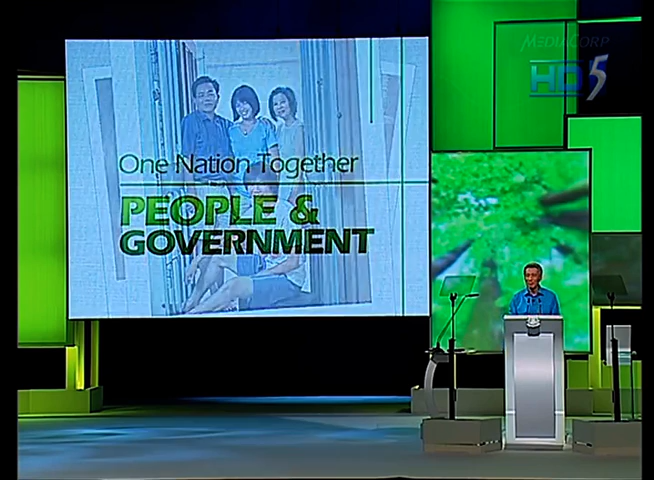 MEDIACORP
HD5
One Nation Together
PEOPLE &
GOVERNMENT